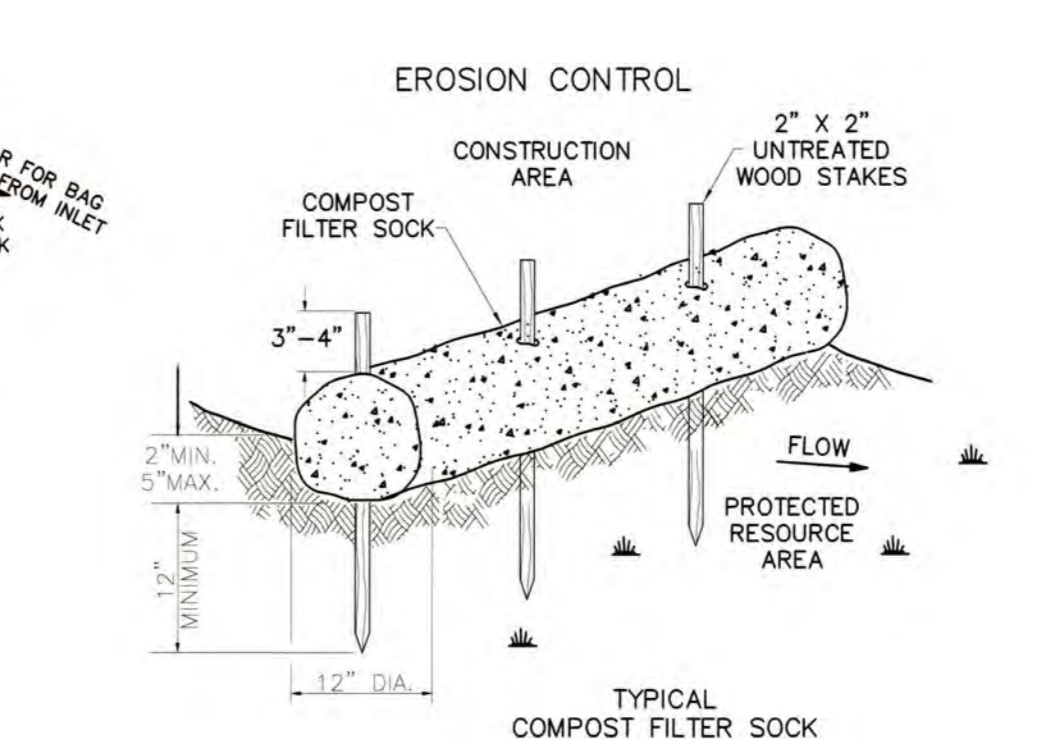 EROSION CONTROL
R FOR BAG
FROM INLET
K
K
CONSTRUCTION
AREA
2” X 2”
UNTREATED
WOOD STAKES
COMPOST
FILTER SOCK
3”-4”
2”MIN.
5”MAX.
12”
MINIMUM
12” DIA.
FLOW
PROTECTED
RESOURCE
AREA
TYPICAL
COMPOST FILTER SOCK